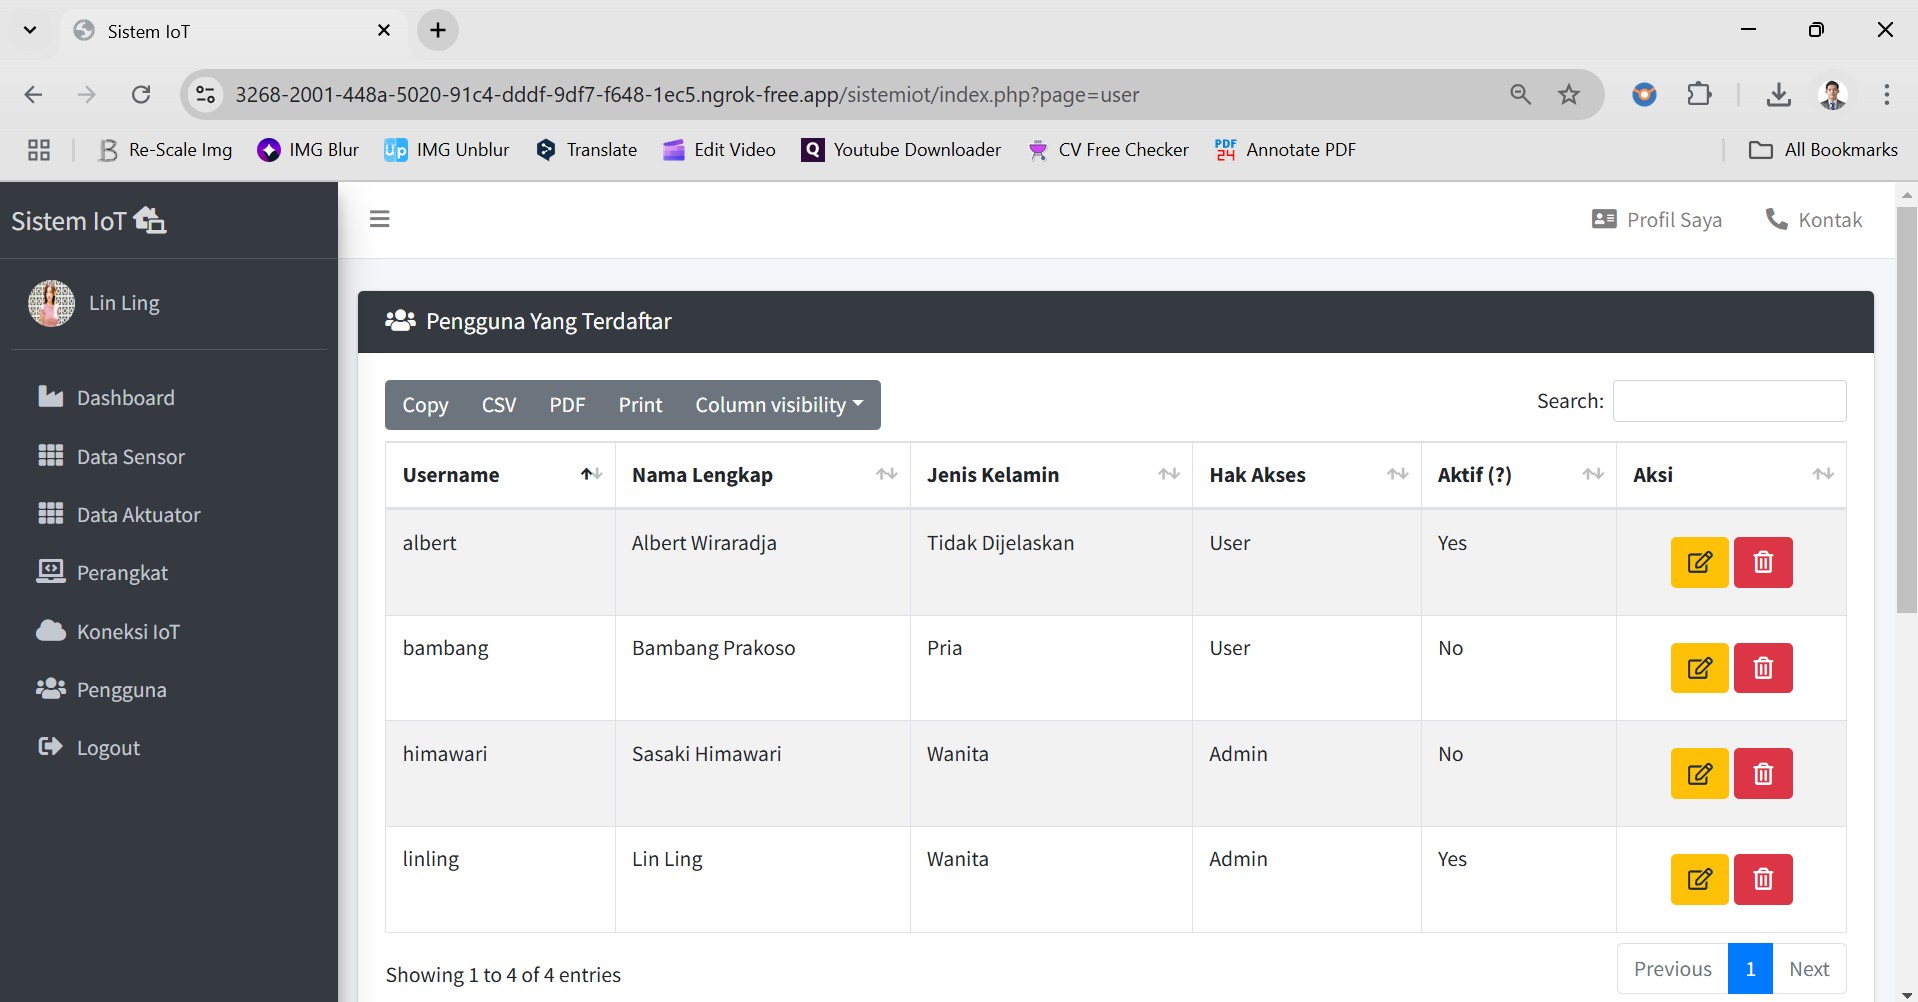 Sistem IoT
3268-2001-448a-5020-91c4-dddf-9df7-f648-1ec5.ngrok-free.app/sistemiot/index.php?page=user
Re-Scale Img IMG Blur Up IMG Unblur Translate Edit Video Q Youtube Downloader CV Free Checker PDF 24 Annotate PDF All Bookmarks
Sistem IoT
Profil Saya Kontak
Lin Ling
Dashboard
Data Sensor
Data Aktuator
Perangkat
Koneksi IoT
Pengguna
Logout
Pengguna Yang Terdaftar
Copy CSV PDF Print Column visibility Search:
Username Nama Lengkap Jenis Kelamin Hak Akses Aktif (?) Aksi
albert Albert Wiraradja Tidak Dijelaskan User Yes
bambang Bambang Prakoso Pria User No
himawari Sasaki Himawari Wanita Admin No
linling Lin Ling Wanita Admin Yes
Showing 1 to 4 of 4 entries Previous 1 Next